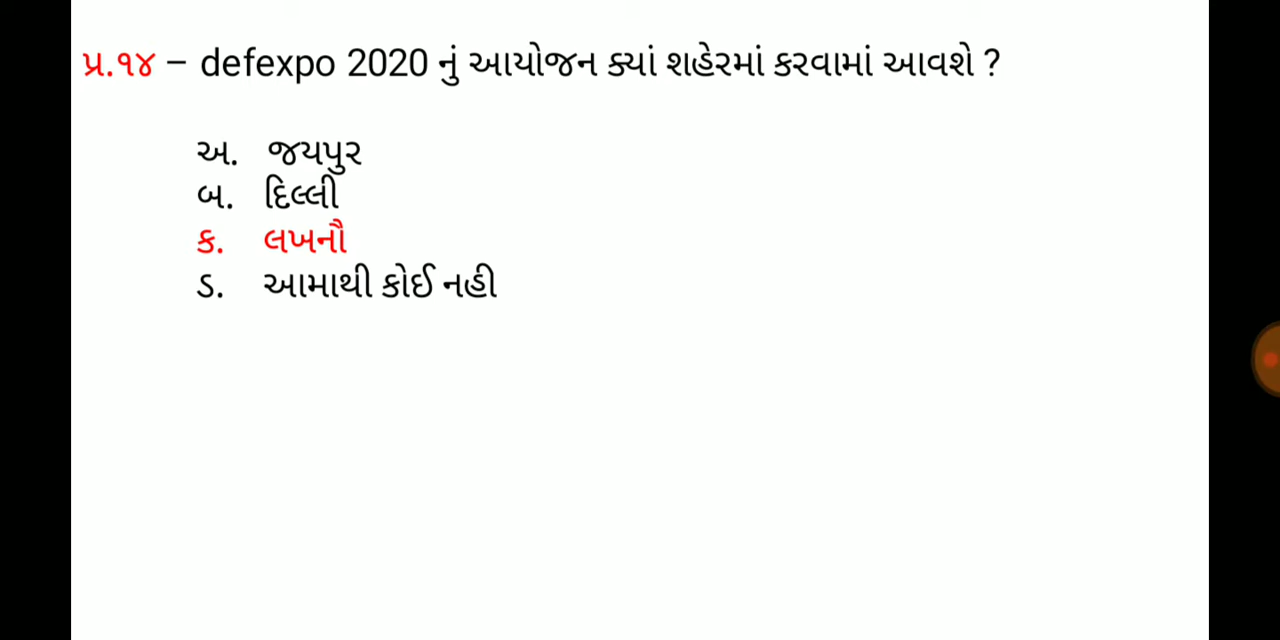 પ્ર.૧૪ – defexpo 2020 નું આયોજન ક્યાં શહેરમાં કરવામાં આવશે ?
અ. જયપુર
બ. દિલ્લી
ક. લખનૌ
ડ. આમાથી કોઈ નહી